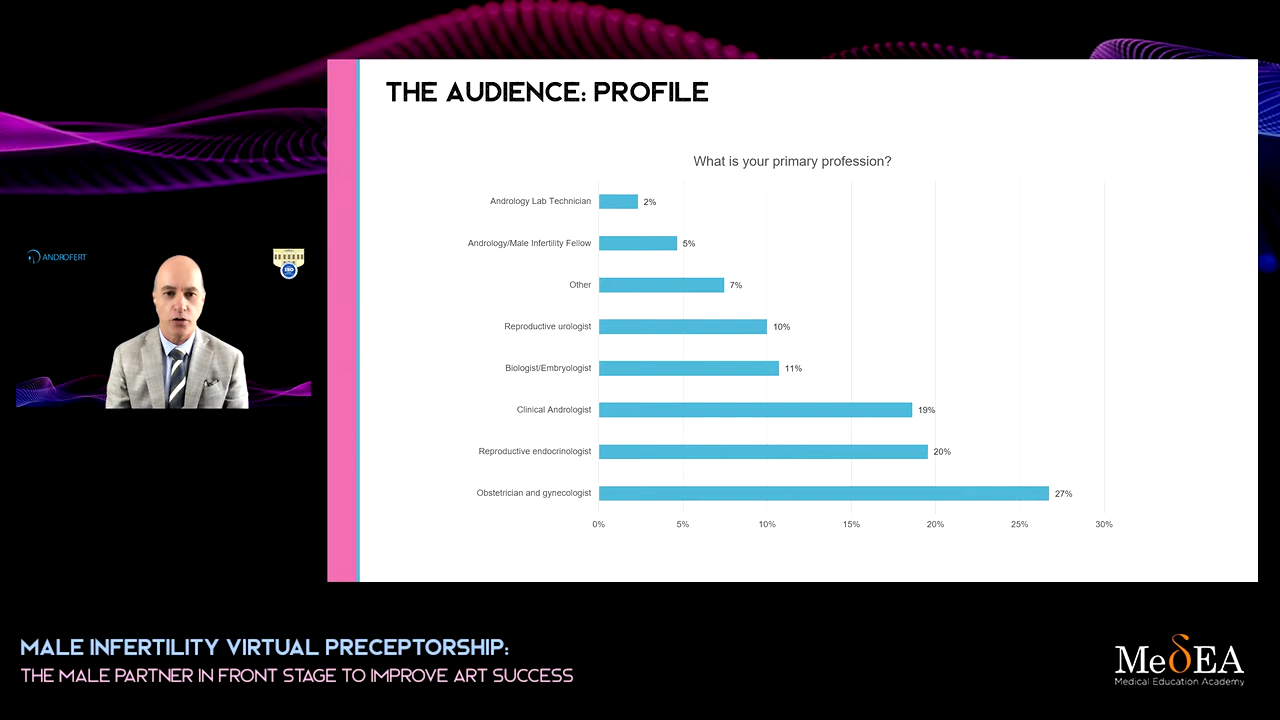 THE AUDIENCE: PROFILE
What is your primary profession?
Andrology Lab Technician 2%
Andrology/Male Infertility Fellow 5%
Other 7%
Reproductive urologist 10%
Biologist/Embryologist 11%
Clinical Andrologist 19%
Reproductive endocrinologist 20%
Obstetrician and gynecologist 27%
0% 5% 10% 15% 20% 25% 30%
ANDROFERT
ISO
MALE INFERTILITY VIRTUAL PRECEPTORSHIP:
THE MALE PARTNER IN FRONT STAGE TO IMPROVE ART SUCCESS
MeδEA
Medical Education Academy